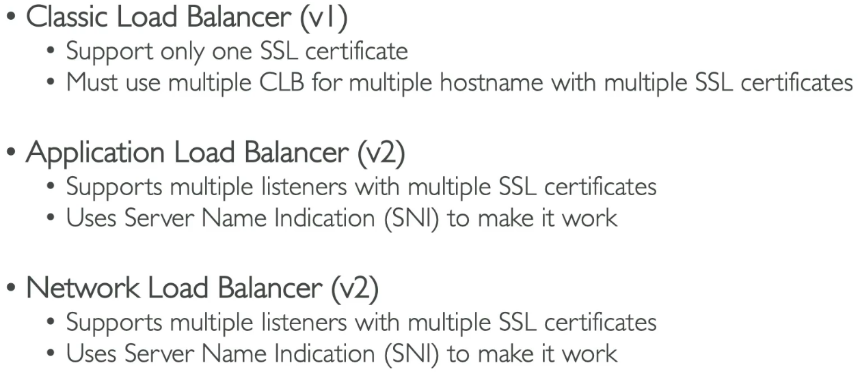 • Classic Load Balancer (v1)
• Support only one SSL certificate
• Must use multiple CLB for multiple hostname with multiple SSL certificates
• Application Load Balancer (v2)
• Supports multiple listeners with multiple SSL certificates
• Uses Server Name Indication (SNI) to make it work
• Network Load Balancer (v2)
• Supports multiple listeners with multiple SSL certificates
• Uses Server Name Indication (SNI) to make it work